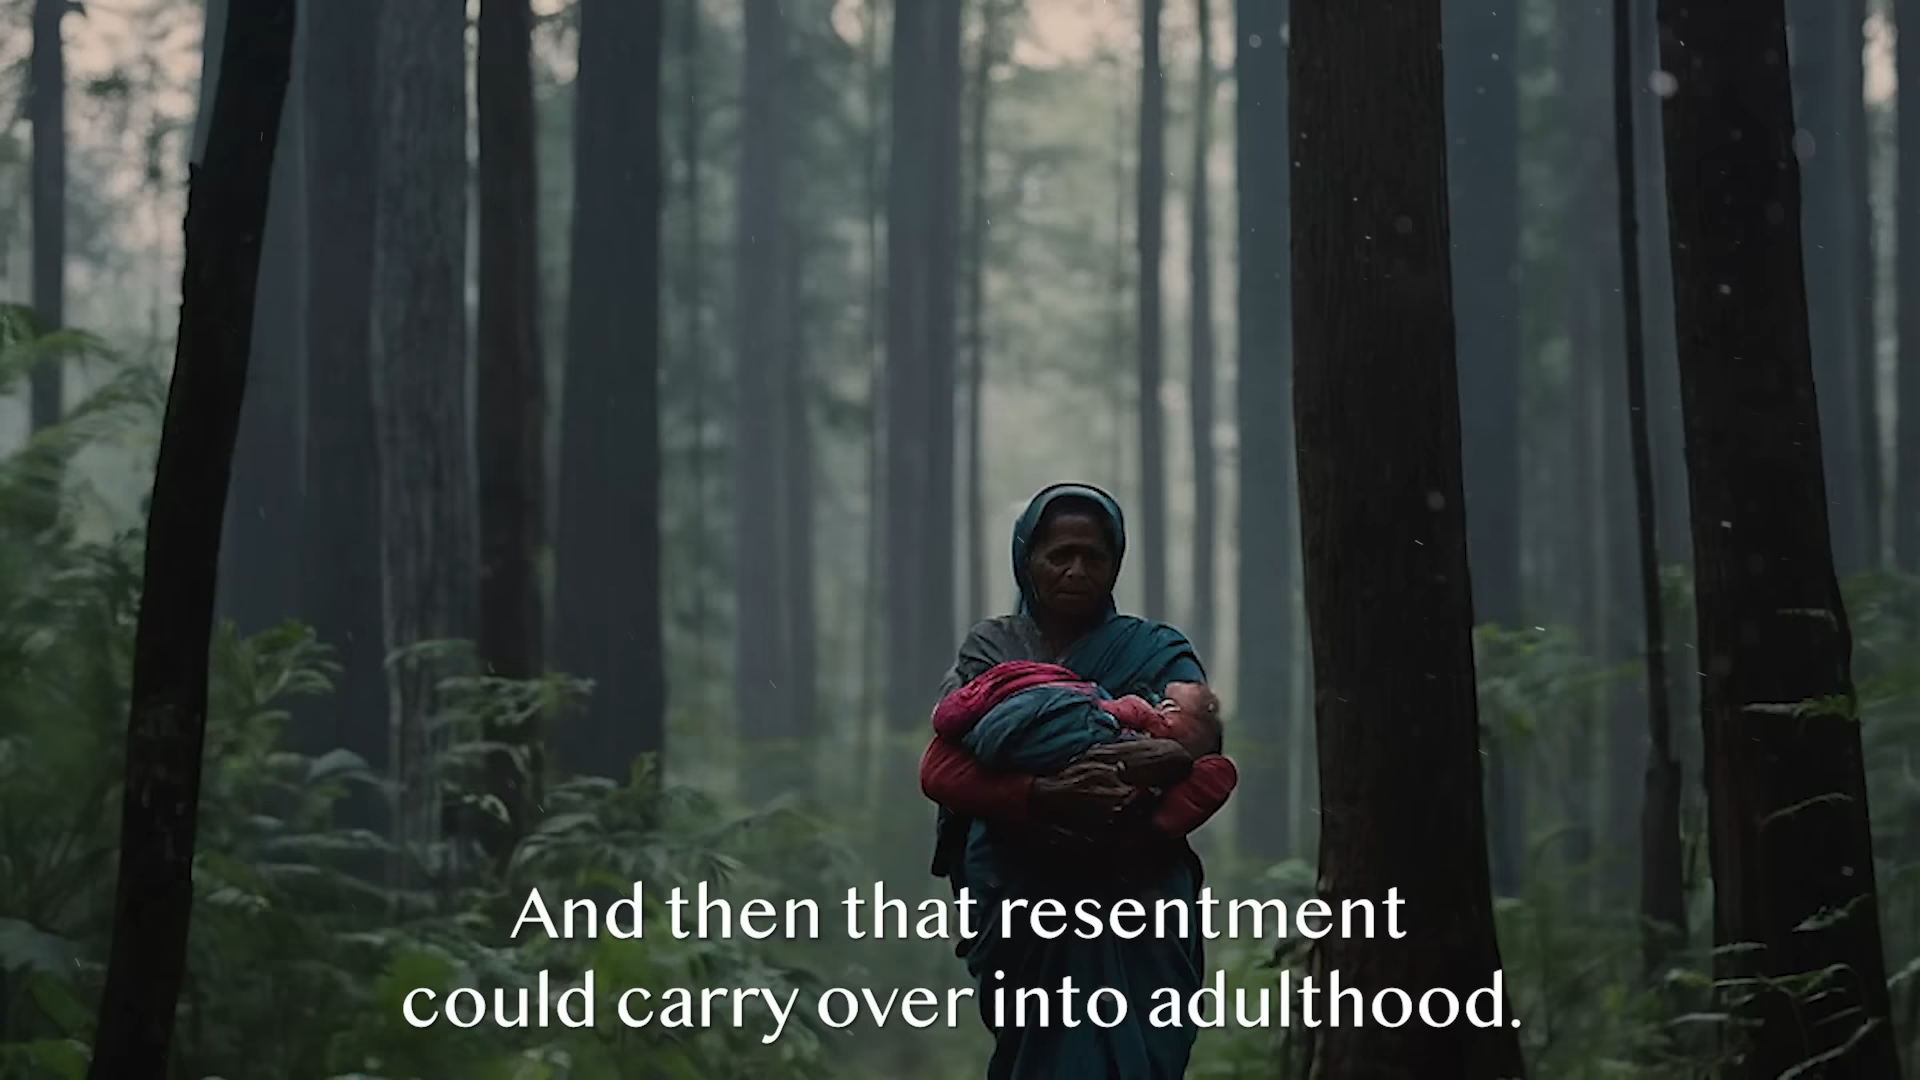 And then that resentment
could carry over into adulthood.